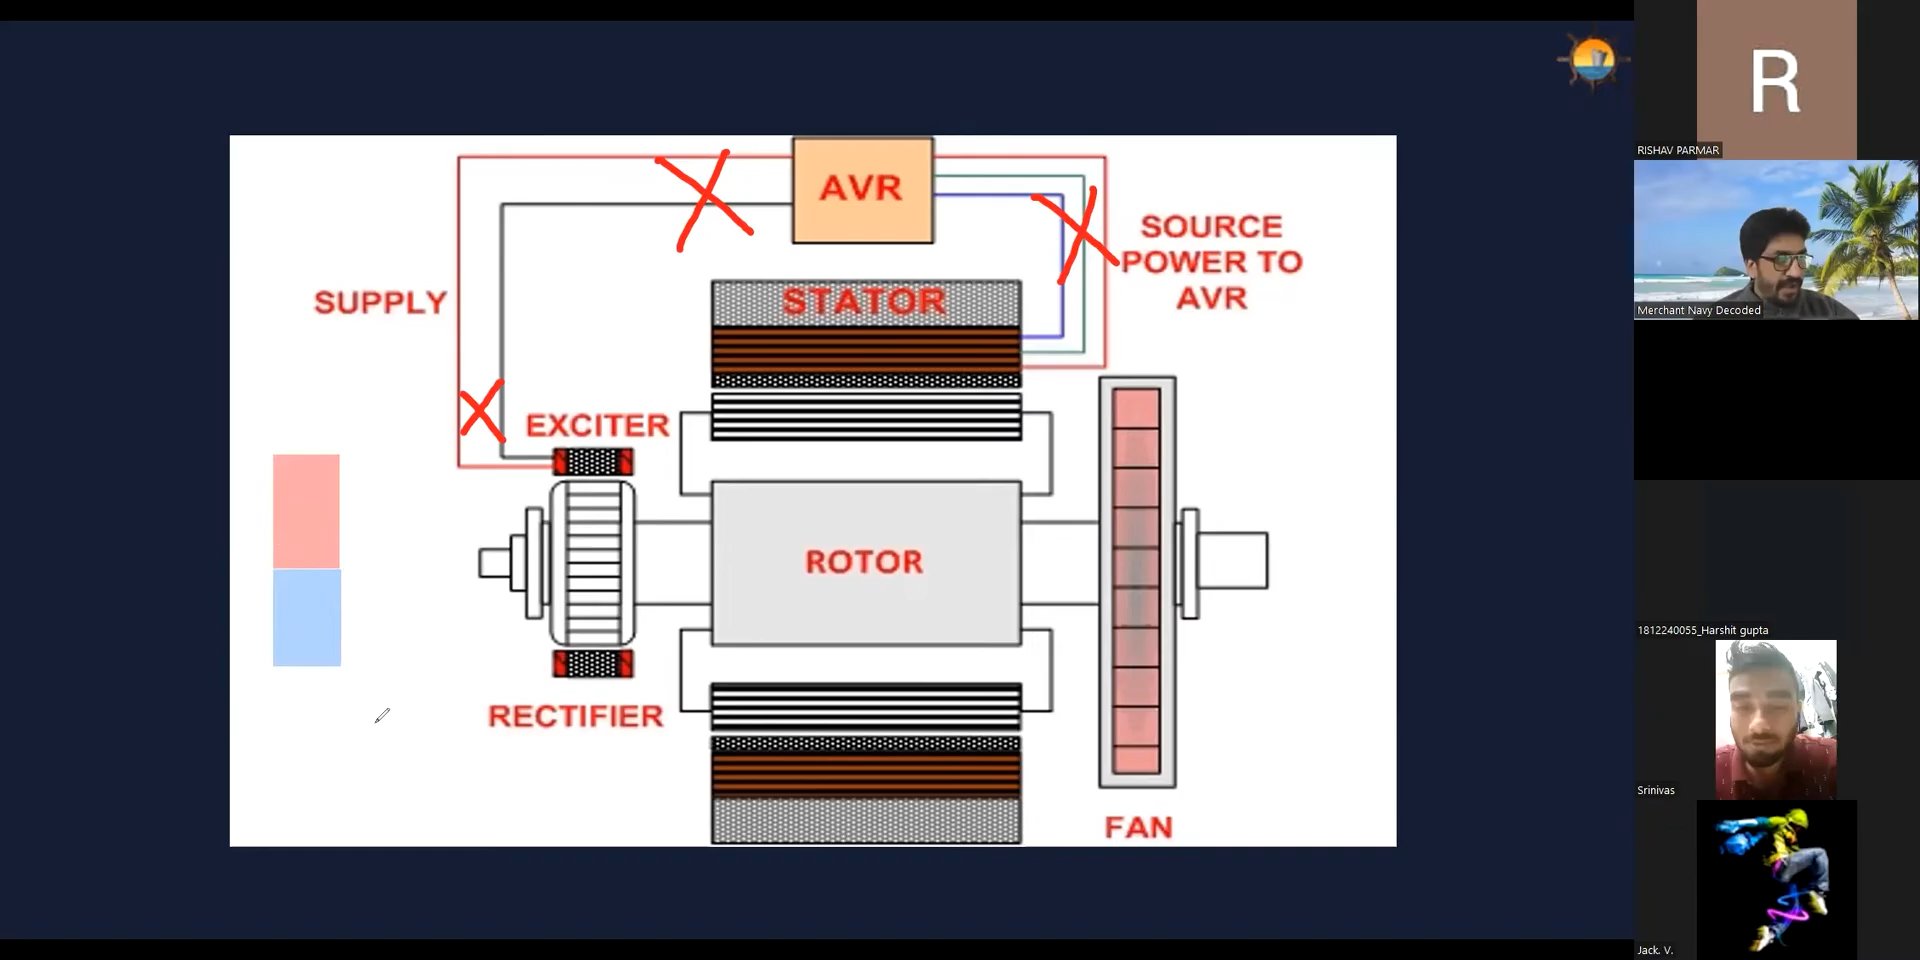 AVR
SOURCE
POWER TO
AVR
SUPPLY
STATOR
EXCITER
ROTOR
RECTIFIER
FAN
R
RISHAV PARMAR
Merchant Navy Decoded
1812240055_Harshit gupta
Srinivas
Jack. V.